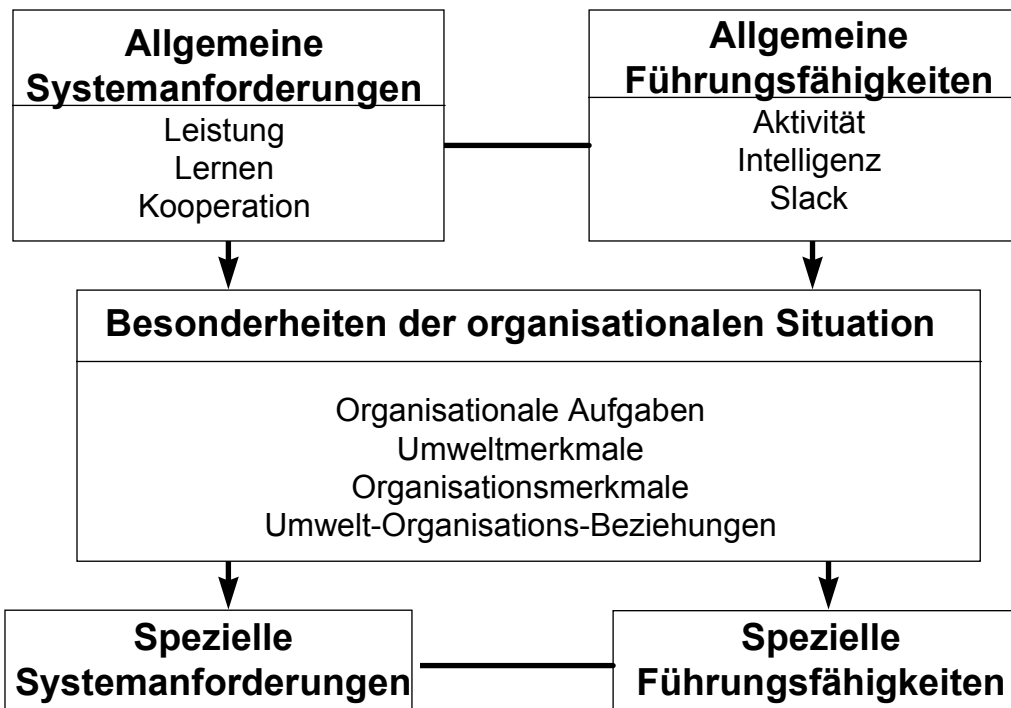 Allgemeine
Systemanforderungen
Leistung
Lernen
Kooperation
Allgemeine
Führungsfähigkeiten
Aktivität
Intelligenz
Slack
Besonderheiten der organisationalen Situation
Organisationale Aufgaben
Umweltmerkmale
Organisationsmerkmale
Umwelt-Organisations-Beziehungen
Spezielle
Systemanforderungen
Spezielle
Führungsfähigkeiten